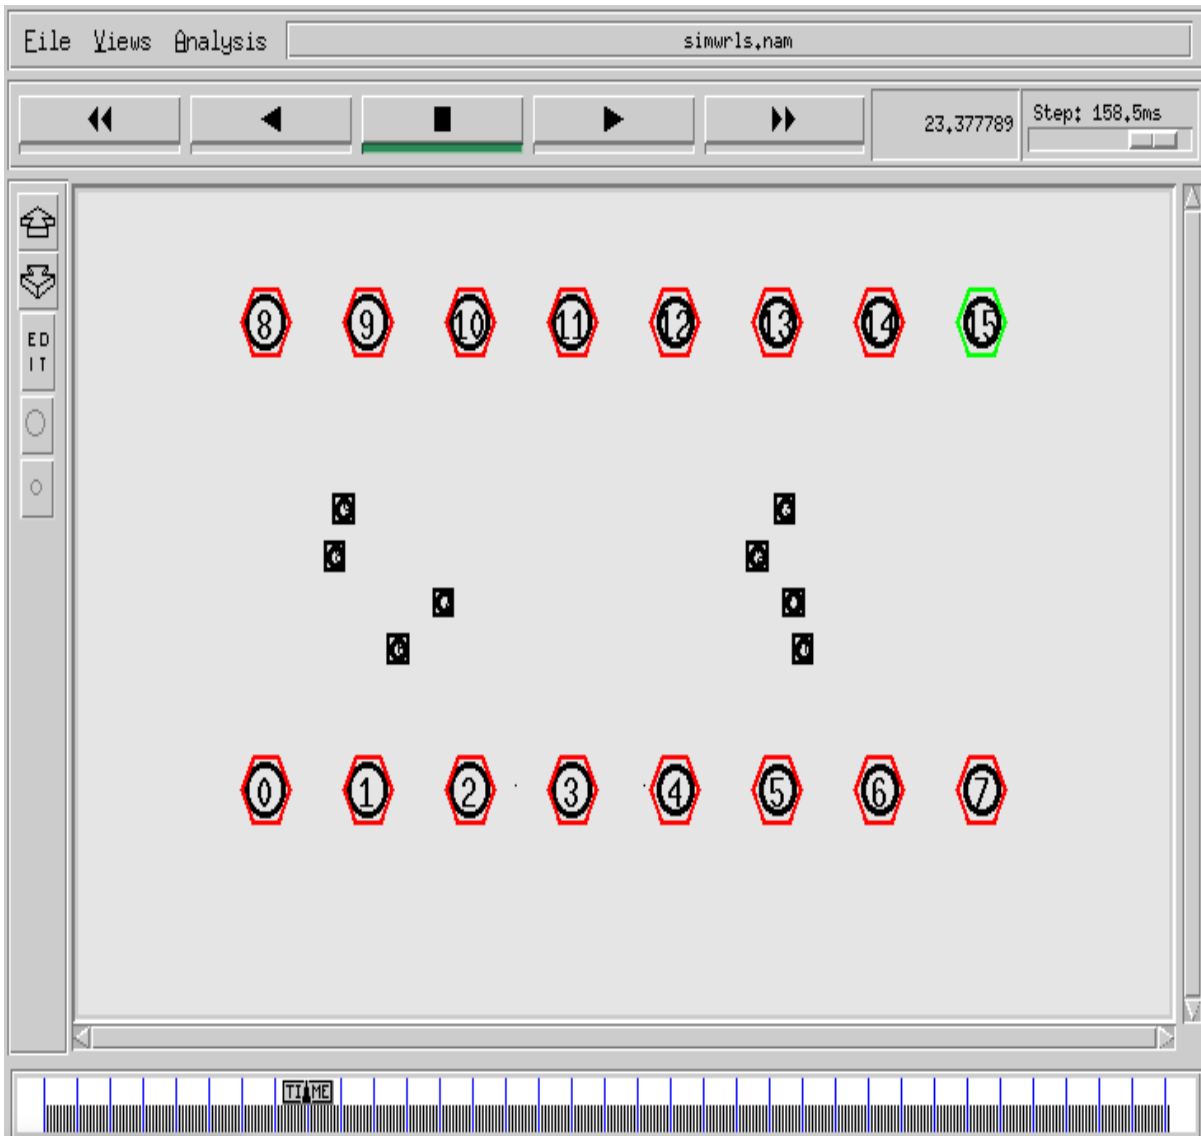 Eile Views Analysis simwrls.nam
23.377789 Step: 158.5ms
ED
IT
8 9 10 11 12 13 14 15
0 1 2 3 4 5 6 7
TIME